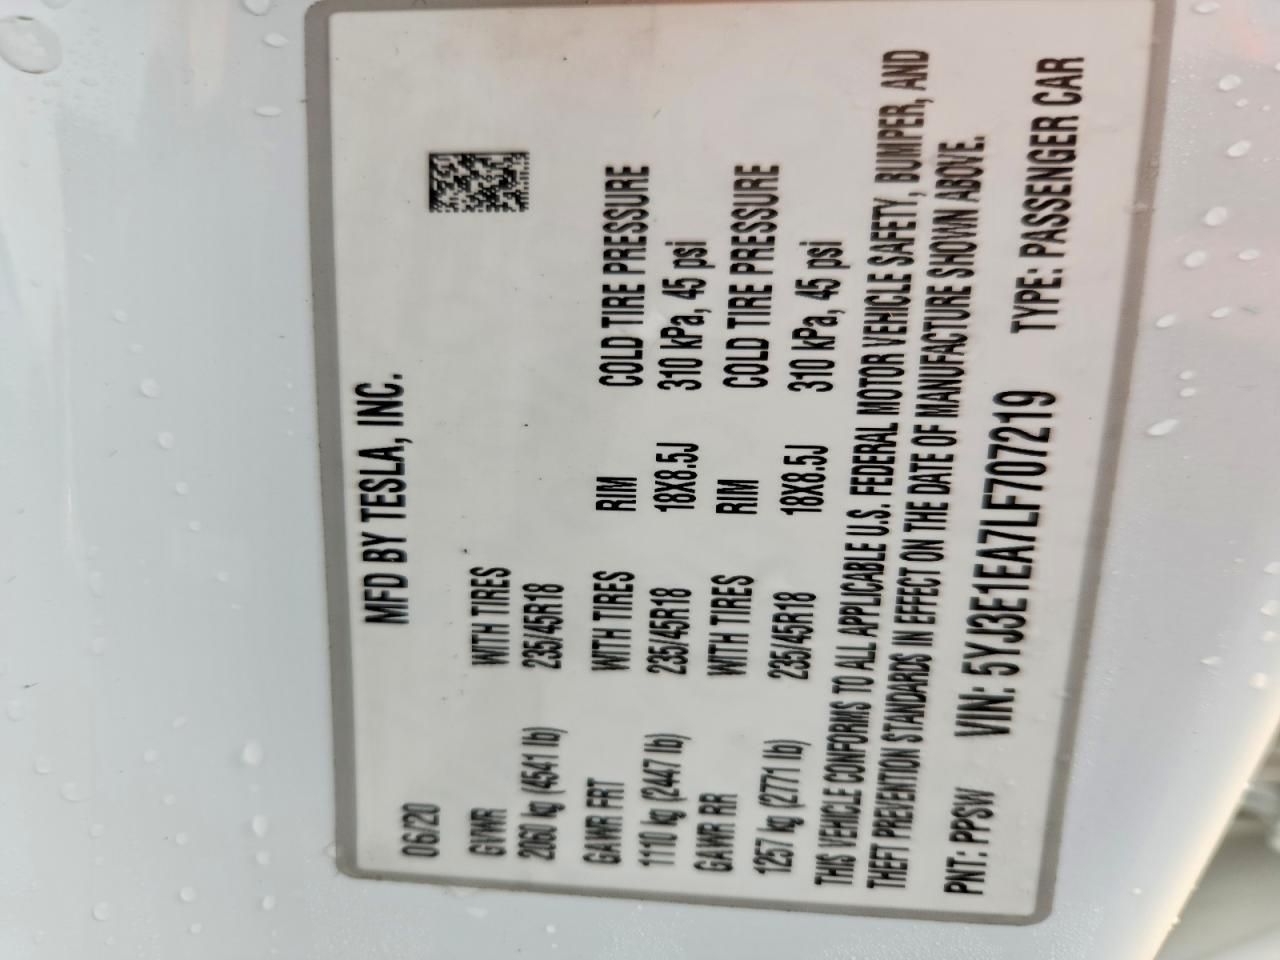 MFD BY TESLA, INC.
06/20
GVWR WITH TIRES
2060 kg (4541 lb) 235/45R18
GAWR FRT WITH TIRES RIM COLD TIRE PRESSURE
1110 kg (2447 lb) 235/45R18 18X8.5J 310 kPa, 45 psi
GAWR RR WITH TIRES RIM COLD TIRE PRESSURE
1257 kg (2771 lb) 235/45R18 18X8.5J 310 kPa, 45 psi
THIS VEHICLE CONFORMS TO ALL APPLICABLE U.S. FEDERAL MOTOR VEHICLE SAFETY, BUMPER, AND
THEFT PREVENTION STANDARDS IN EFFECT ON THE DATE OF MANUFACTURE SHOWN ABOVE.
PNT: PPSW VIN: 5YJ3E1EA7LF707219 TYPE: PASSENGER CAR